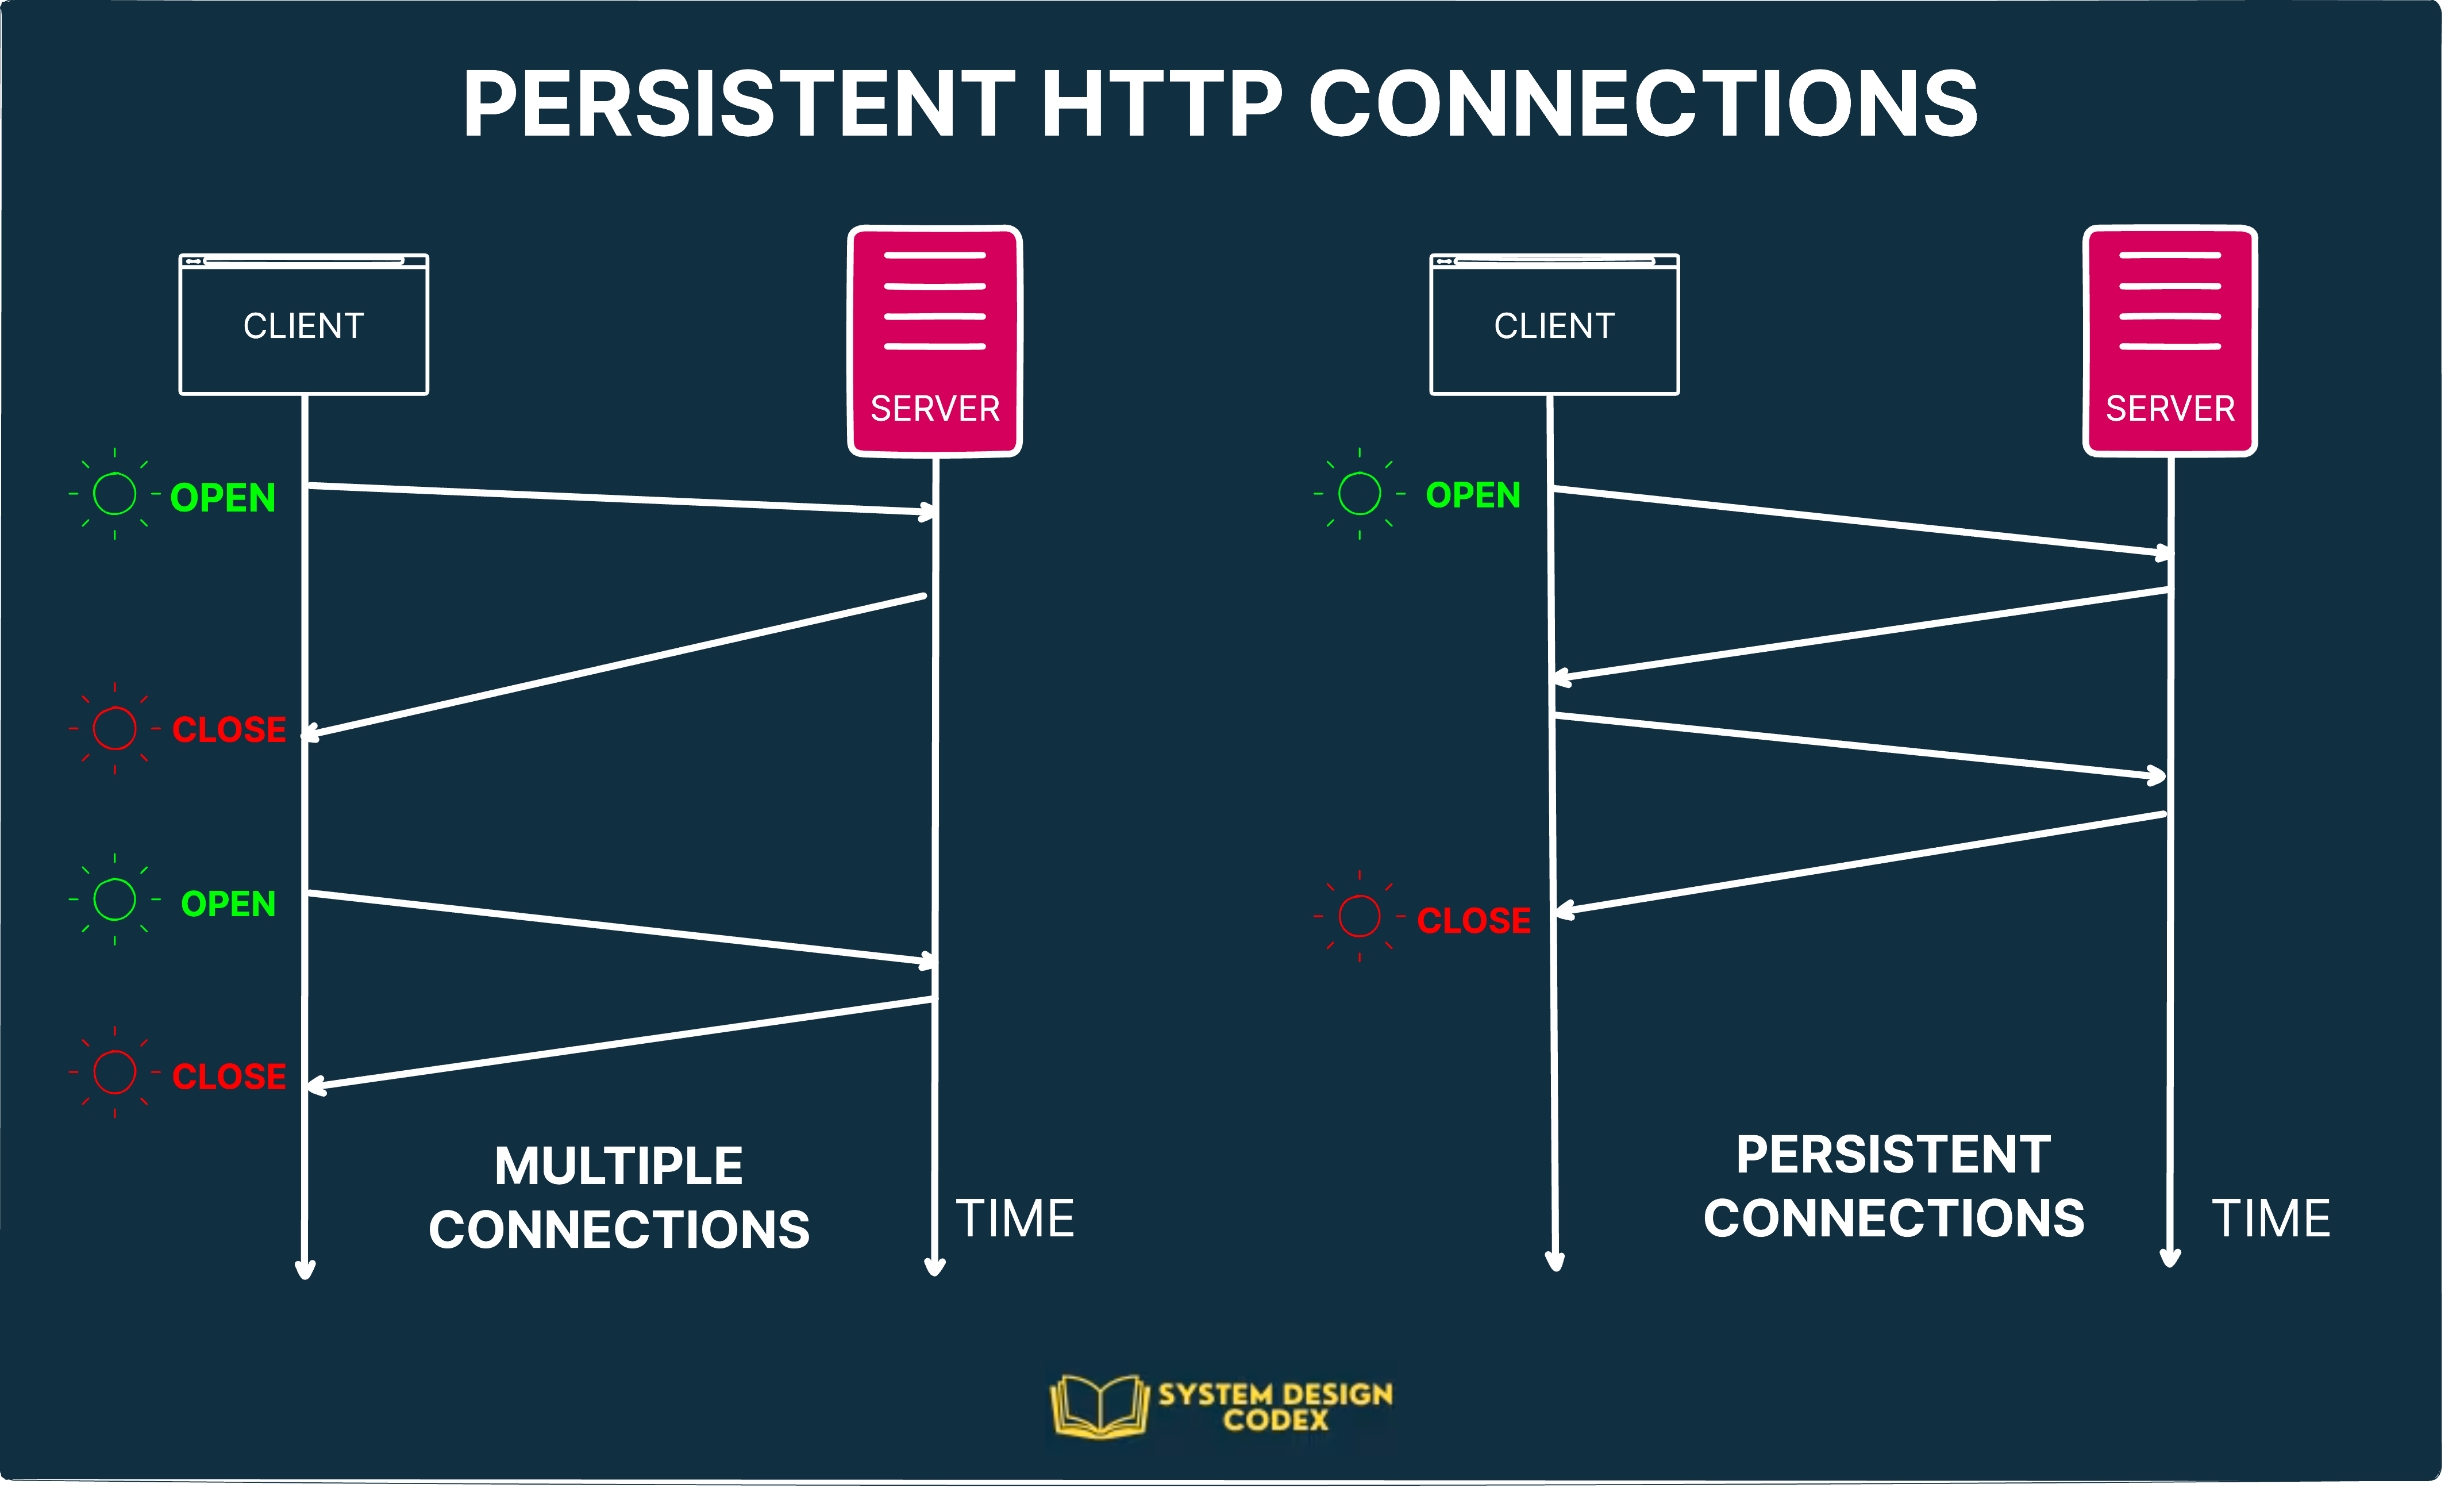 PERSISTENT HTTP CONNECTIONS
CLIENT
SERVER
OPEN
CLOSE
OPEN
CLOSE
MULTIPLE
CONNECTIONS
TIME
CLIENT
SERVER
OPEN
CLOSE
PERSISTENT
CONNECTIONS
TIME
SYSTEM DESIGN
CODEX